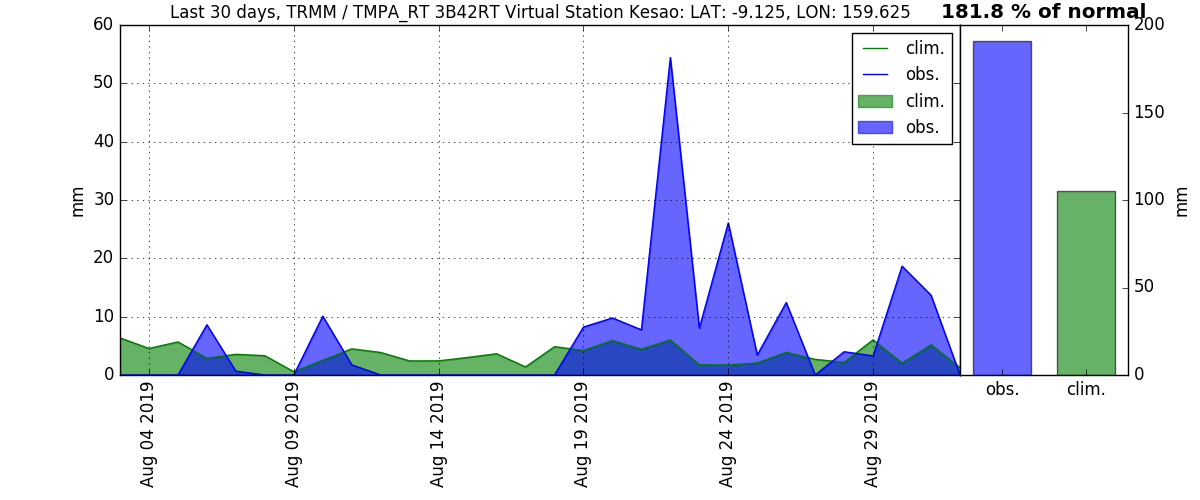 Last 30 days, TRMM / TMPA_RT 3B42RT Virtual Station Kesao: LAT: -9.125, LON: 159.625
181.8 % of normal
60
50
40
30
20
10
0
mm
clim.
obs.
clim.
obs.
200
150
100
50
0
mm
Aug 04 2019
Aug 09 2019
Aug 14 2019
Aug 19 2019
Aug 24 2019
Aug 29 2019
obs.
clim.